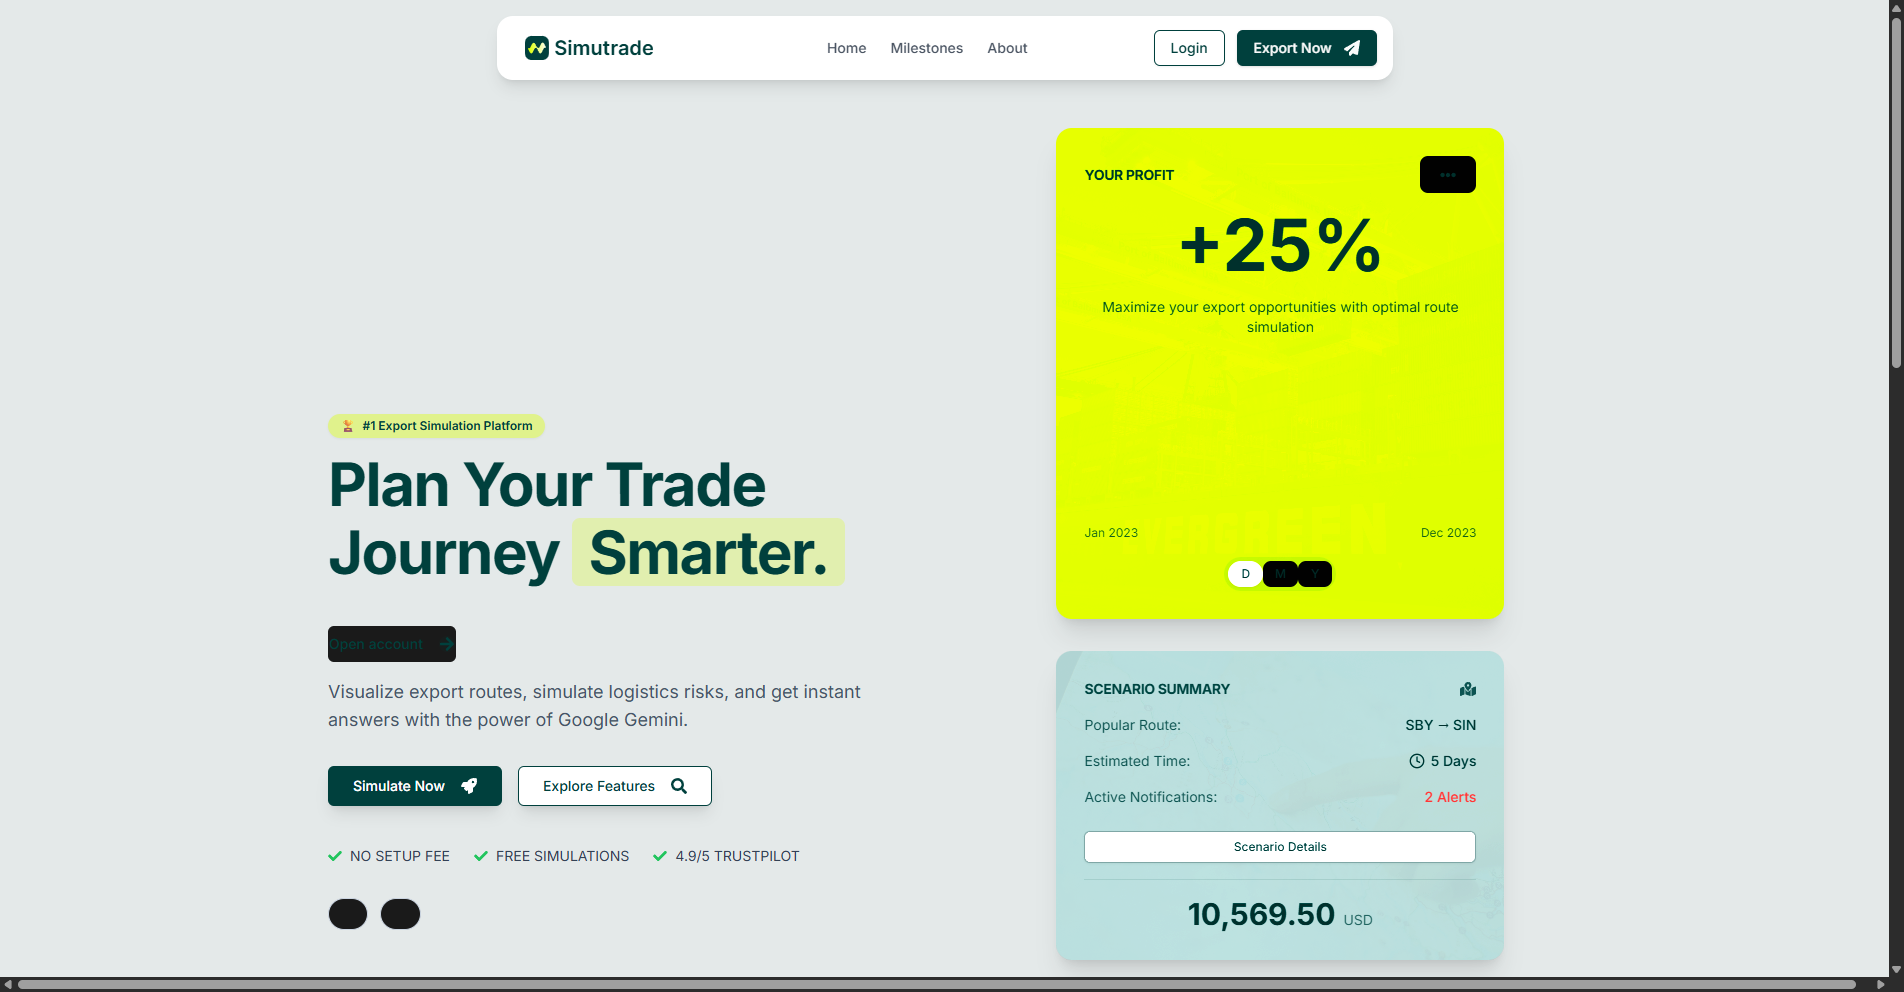 Simutrade
Home
Milestones
About
Login
Export Now
YOUR PROFIT
+25%
Maximize your export opportunities with optimal route
simulation
EVERGREEN
Jan 2023
Dec 2023
D
M
Y
#1 Export Simulation Platform
Plan Your Trade
Journey Smarter.
Open account
Visualize export routes, simulate logistics risks, and get instant
answers with the power of Google Gemini.
Simulate Now
Explore Features
NO SETUP FEE
FREE SIMULATIONS
4.9/5 TRUSTPILOT
SCENARIO SUMMARY
Popular Route:
SBY → SIN
Estimated Time:
5 Days
Active Notifications:
2 Alerts
Scenario Details
10,569.50 USD